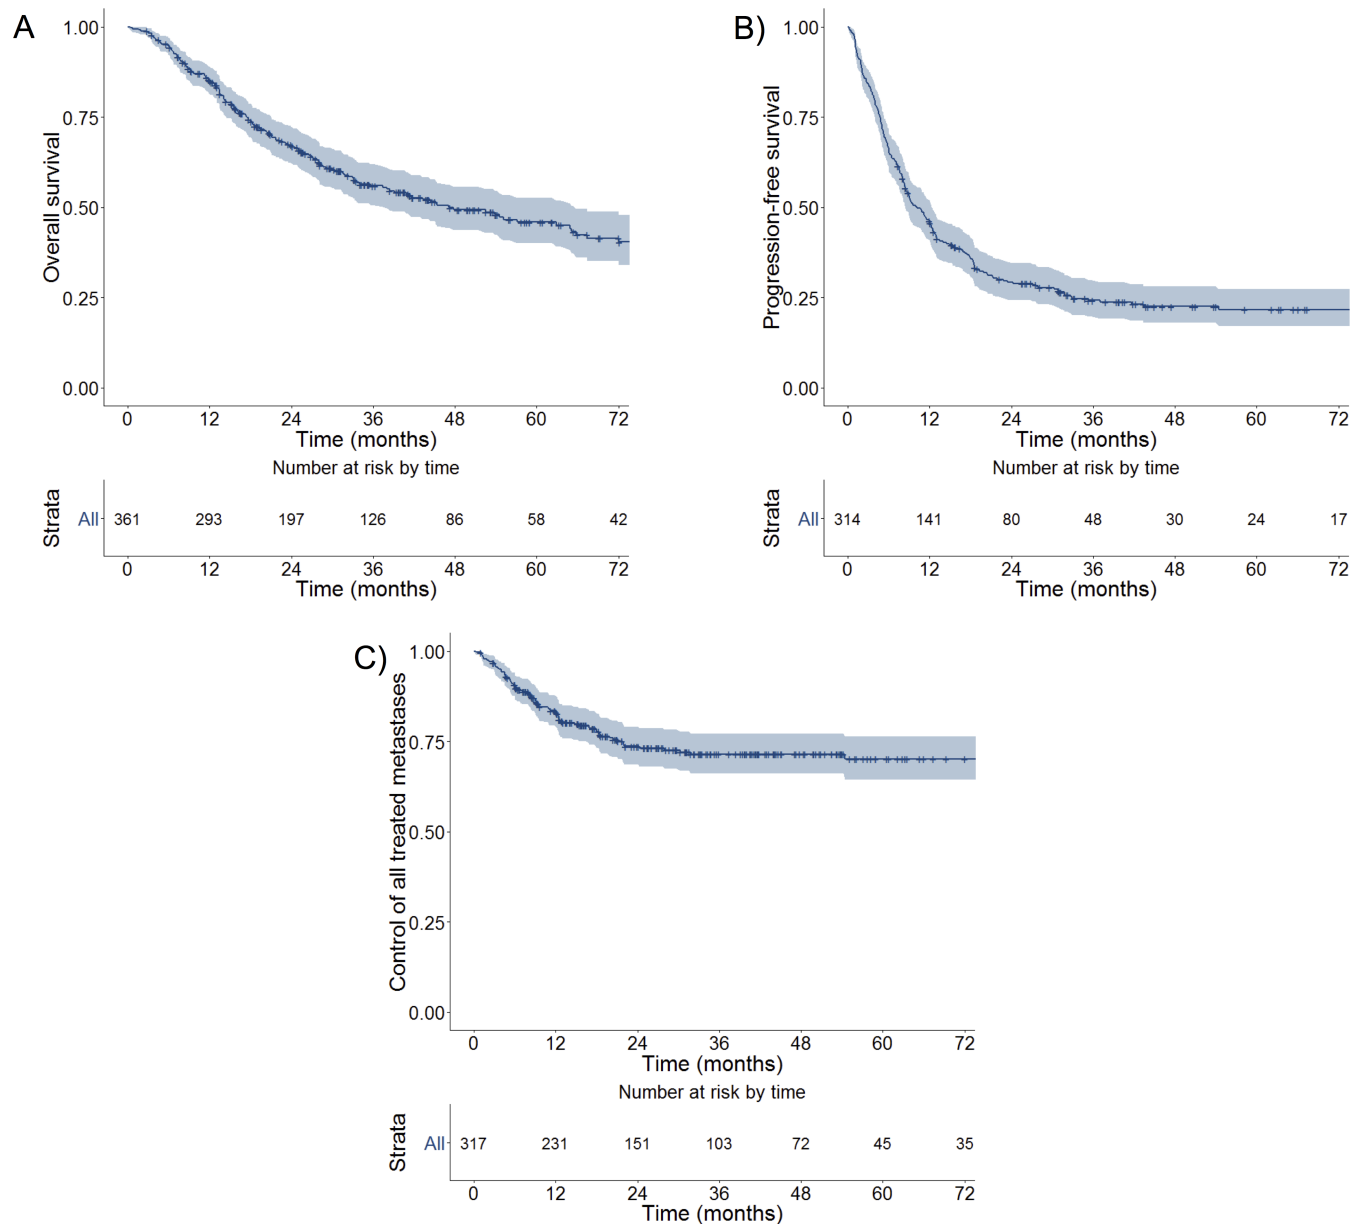 A
1.00
0.75
0.50
0.25
0.00
Overall survival
0 12 24 36 48 60 72
Time (months)
Number at risk by time
Strata
All 361 293 197 126 86 58 42
0 12 24 36 48 60 72
Time (months)
B)
1.00
0.75
0.50
0.25
0.00
Progression-free survival
0 12 24 36 48 60 72
Time (months)
Number at risk by time
Strata
All 314 141 80 48 30 24 17
0 12 24 36 48 60 72
Time (months)
C)
1.00
0.75
0.50
0.25
0.00
Control of all treated metastases
0 12 24 36 48 60 72
Time (months)
Number at risk by time
Strata
All 317 231 151 103 72 45 35
0 12 24 36 48 60 72
Time (months)